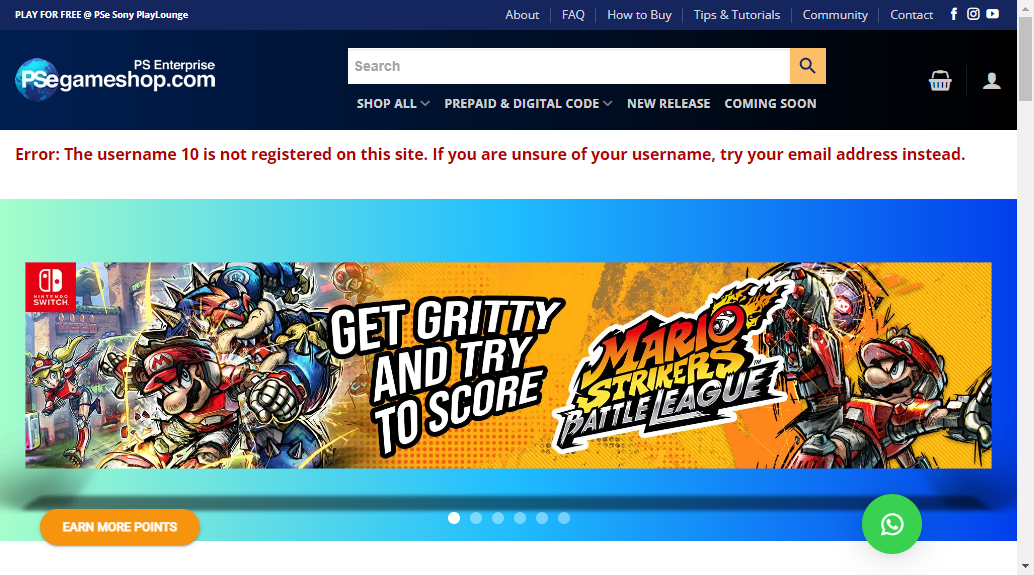 PLAY FOR FREE @ PSe Sony PlayLounge
About FAQ How to Buy Tips & Tutorials Community Contact
PS Enterprise
PSegameshop.com
Search
SHOP ALL PREPAID & DIGITAL CODE NEW RELEASE COMING SOON
Error: The username 10 is not registered on this site. If you are unsure of your username, try your email address instead.
NINTENDO
SWITCH
GET GRITTY
AND TRY
TO SCORE
MARIO
STRIKERS
BATTLE LEAGUE
EARN MORE POINTS